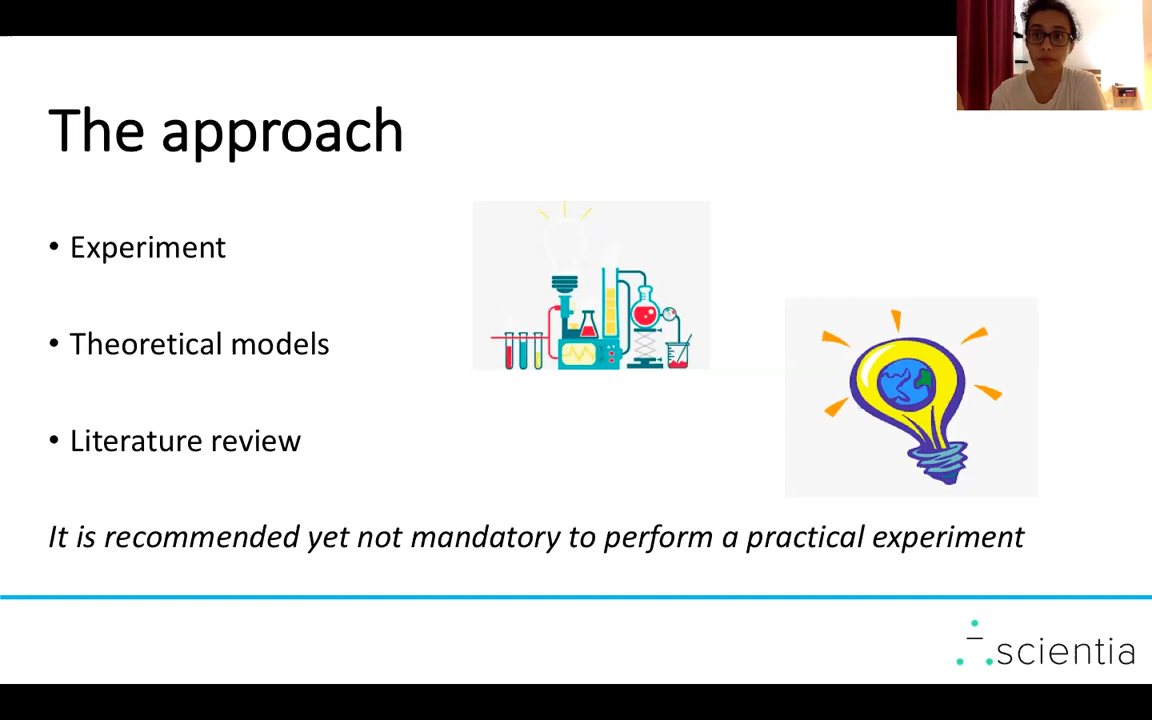 The approach
• Experiment
• Theoretical models
• Literature review
It is recommended yet not mandatory to perform a practical experiment
scientia